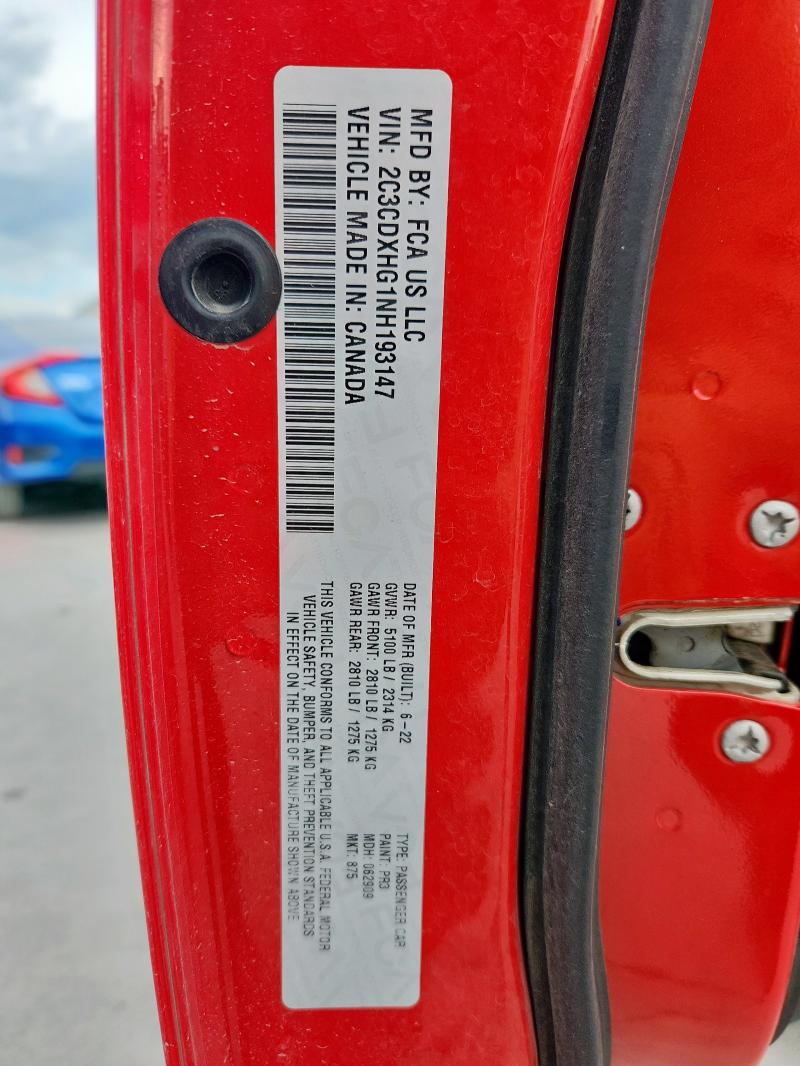 MFD BY: FCA US LLC
VIN: 2C3CDXHG1NH193147
VEHICLE MADE IN: CANADA
DATE OF MFR (BUILT): 6-22
GVWR: 5100 LB / 2314 KG
GAWR FRONT: 2810 LB / 1275 KG
GAWR REAR: 2810 LB / 1275 KG
TYPE: PASSENGER CAR
PAINT: PR3
MDH: 062909
MKT: 875
THIS VEHICLE CONFORMS TO ALL APPLICABLE U.S.A. FEDERAL MOTOR
VEHICLE SAFETY, BUMPER, AND THEFT PREVENTION STANDARDS
IN EFFECT ON THE DATE OF MANUFACTURE SHOWN ABOVE